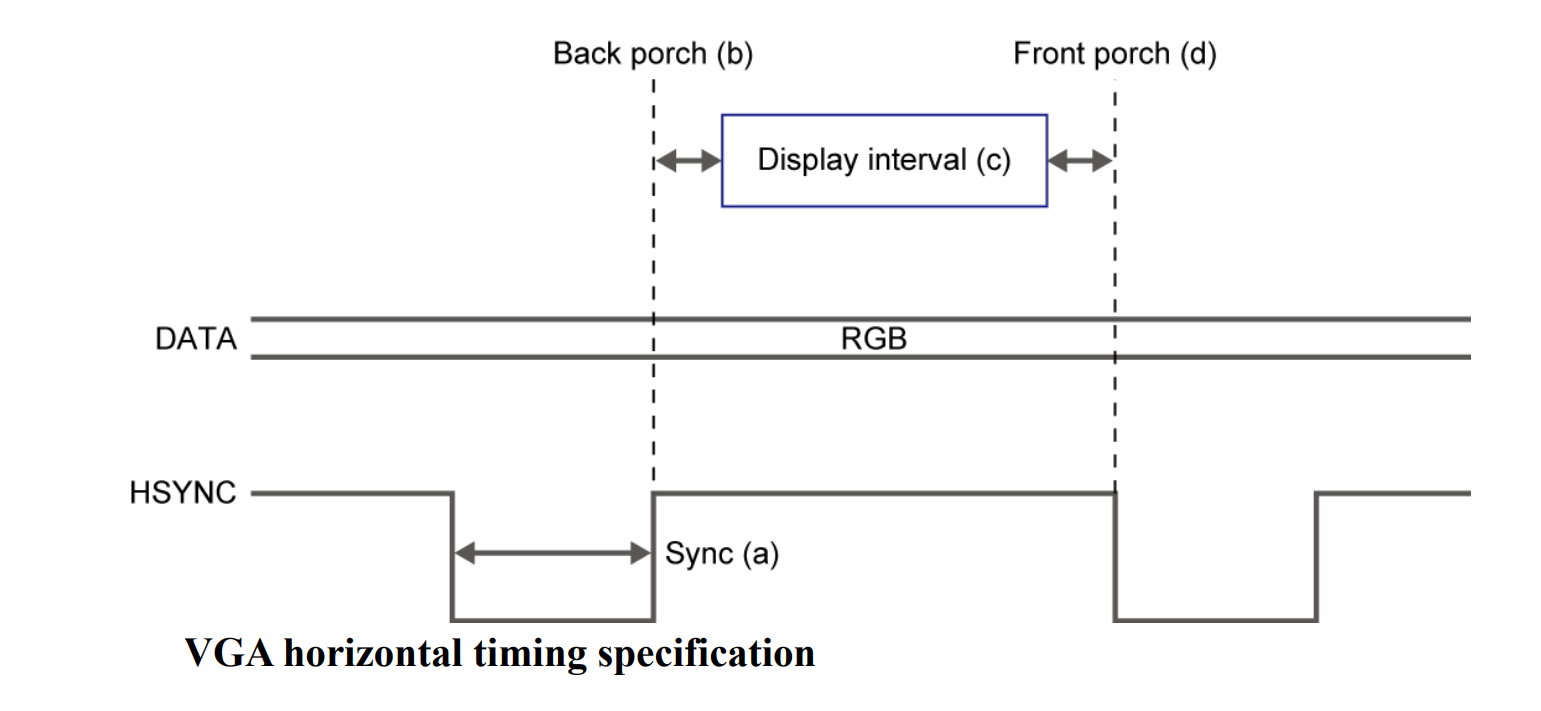 Back porch (b)
Front porch (d)
Display interval (c)
DATA
RGB
HSYNC
Sync (a)
VGA horizontal timing specification